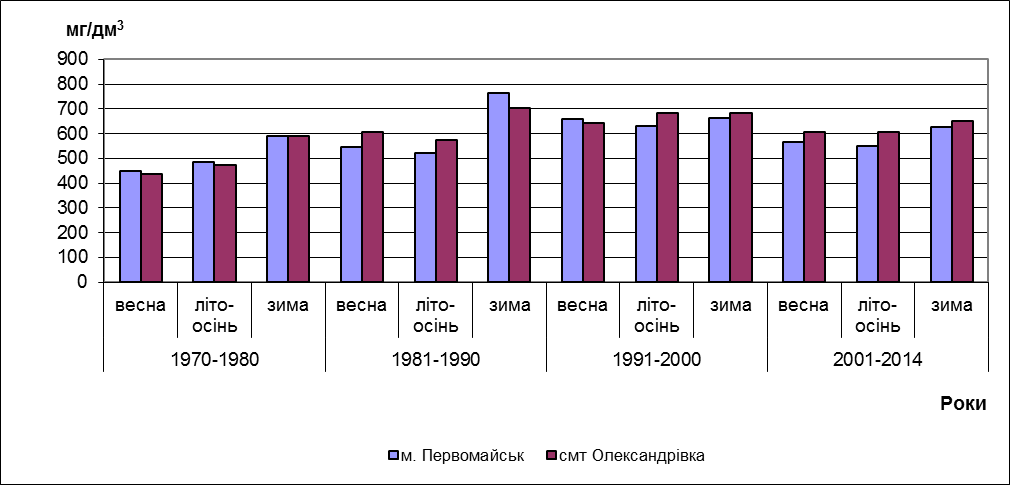 мг/дм³
900
800
700
600
500
400
300
200
100
0
весна літо- зима весна літо- зима весна літо- зима весна літо- зима
осінь осінь осінь осінь
1970-1980 1981-1990 1991-2000 2001-2014
Роки
м. Первомайськ смт Олександрівка